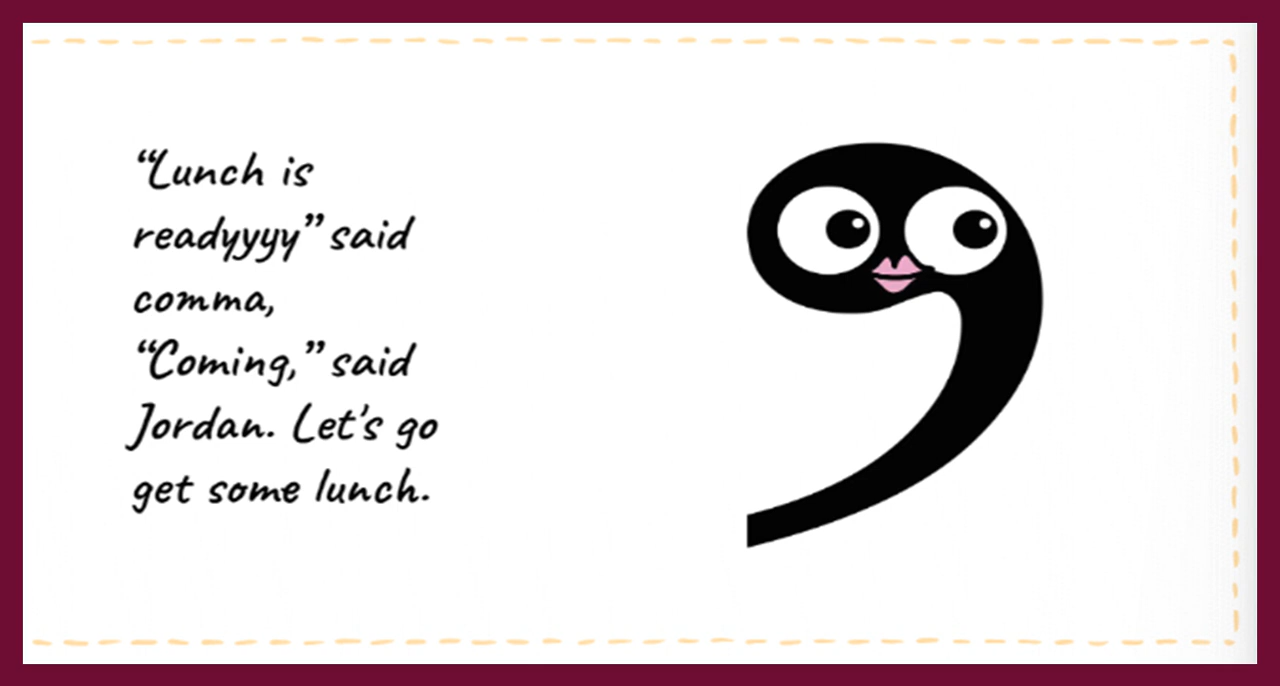 “Lunch is
readyyyy” said
comma,
“Coming,” said
Jordan. Let's go
get some lunch.